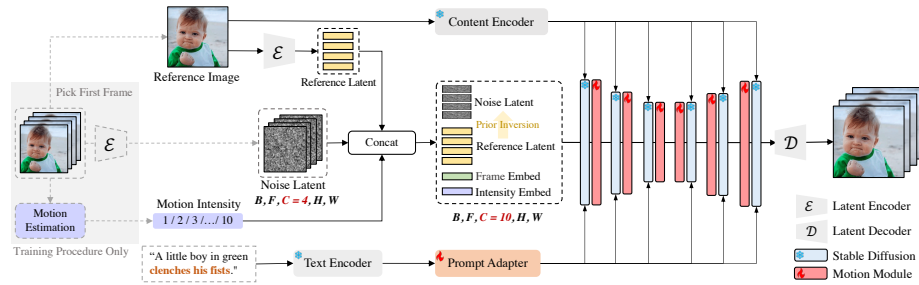 Content Encoder
ℰ
Reference Image
Reference Latent
Pick First Frame
ℰ
Noise Latent
B, F, C = 4, H, W
Concat
Noise Latent
Prior Inversion
Reference Latent
Frame Embed
Intensity Embed
B, F, C = 10, H, W
𝒟
Motion
Estimation
Training Procedure Only
Motion Intensity
1 / 2 / 3 /…/ 10
“A little boy in green
clenches his fists."
Text Encoder
Prompt Adapter
ℰ Latent Encoder
𝒟 Latent Decoder
Stable Diffusion
Motion Module